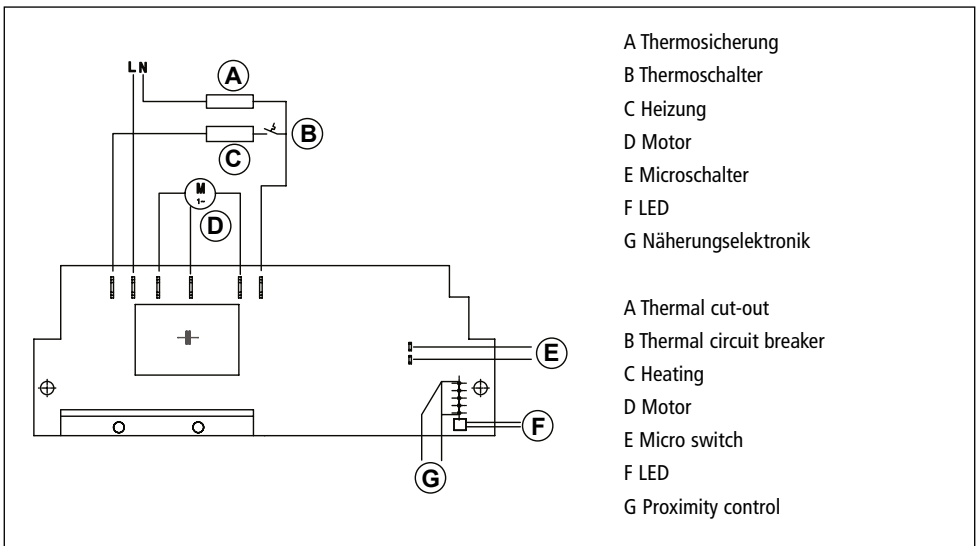 L N
A
B
C
M
1~
D
E
F
G
A Thermosicherung
B Thermoschalter
C Heizung
D Motor
E Microschalter
F LED
G Näherungselektronik
A Thermal cut-out
B Thermal circuit breaker
C Heating
D Motor
E Micro switch
F LED
G Proximity control